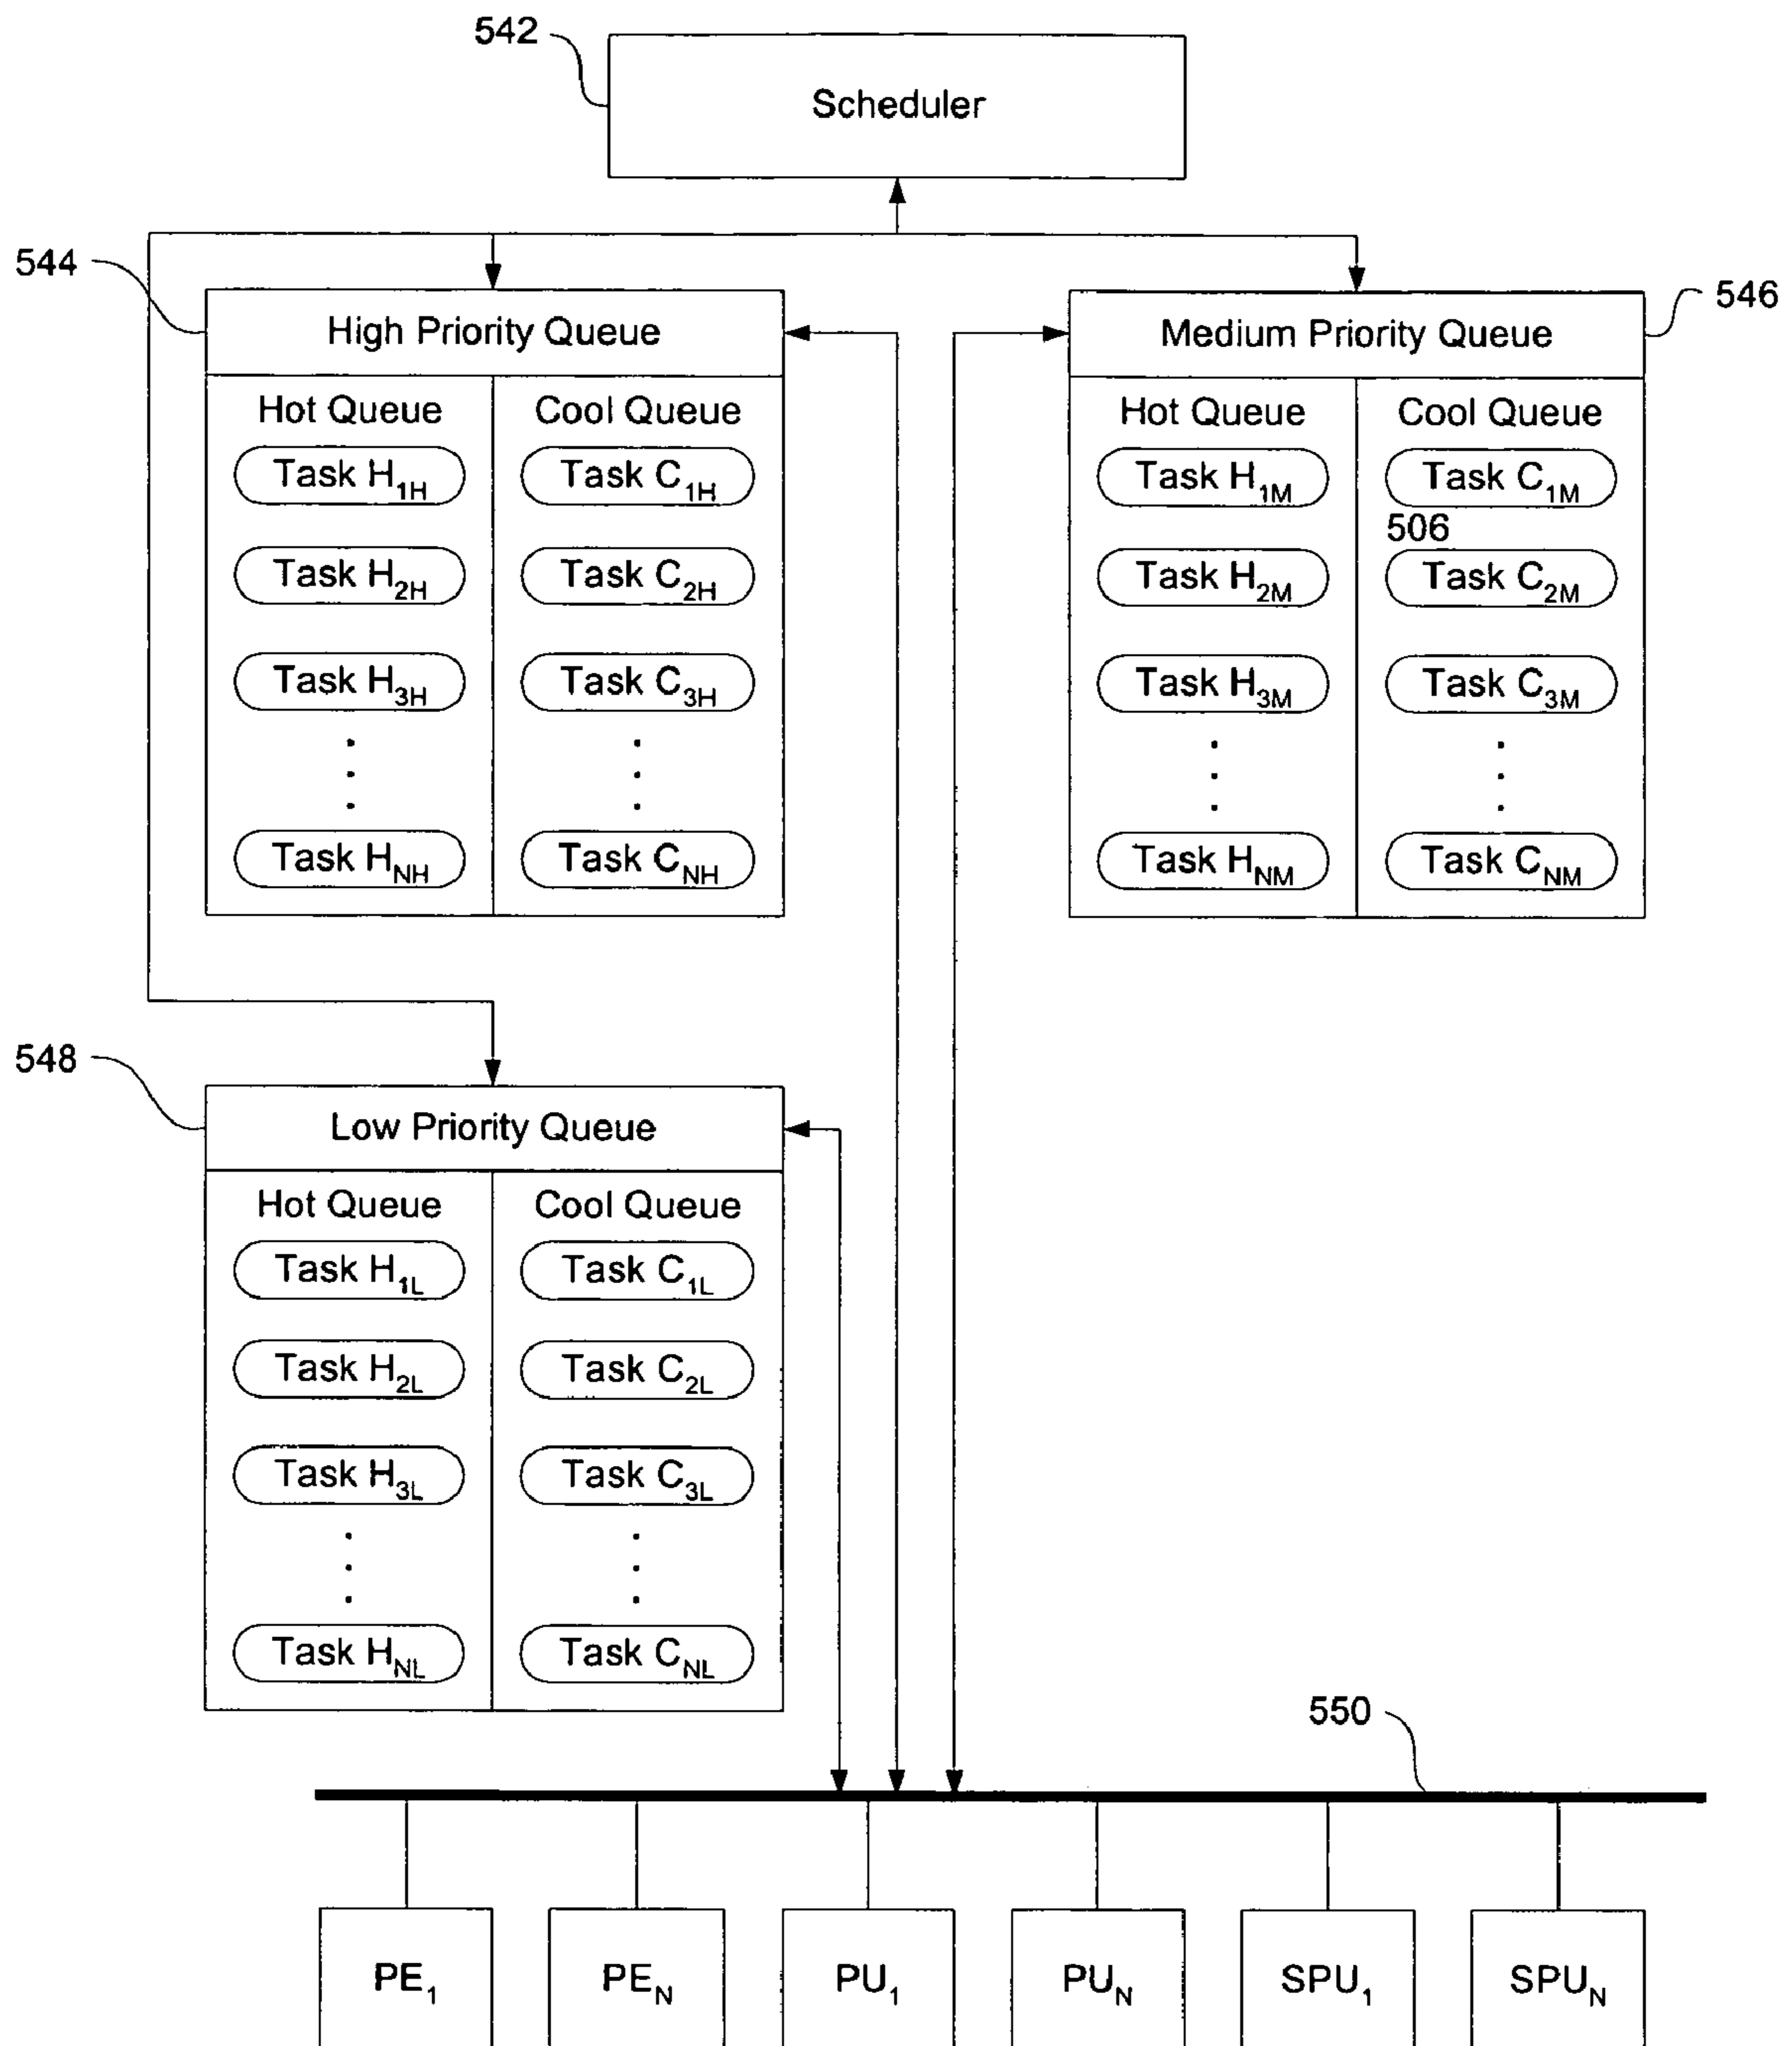 542
Scheduler
544
High Priority Queue
Hot Queue
Cool Queue
Task H1H
Task C1H
Task H2H
Task C2H
Task H3H
Task C3H
Task HNH
Task CNH
546
Medium Priority Queue
Hot Queue
Cool Queue
Task H1M
Task C1M
506
Task H2M
Task C2M
Task H3M
Task C3M
Task HNM
Task CNM
548
Low Priority Queue
Hot Queue
Cool Queue
Task H1L
Task C1L
Task H2L
Task C2L
Task H3L
Task C3L
Task HNL
Task CNL
550
PE1
PEN
PU1
PUN
SPU1
SPUN